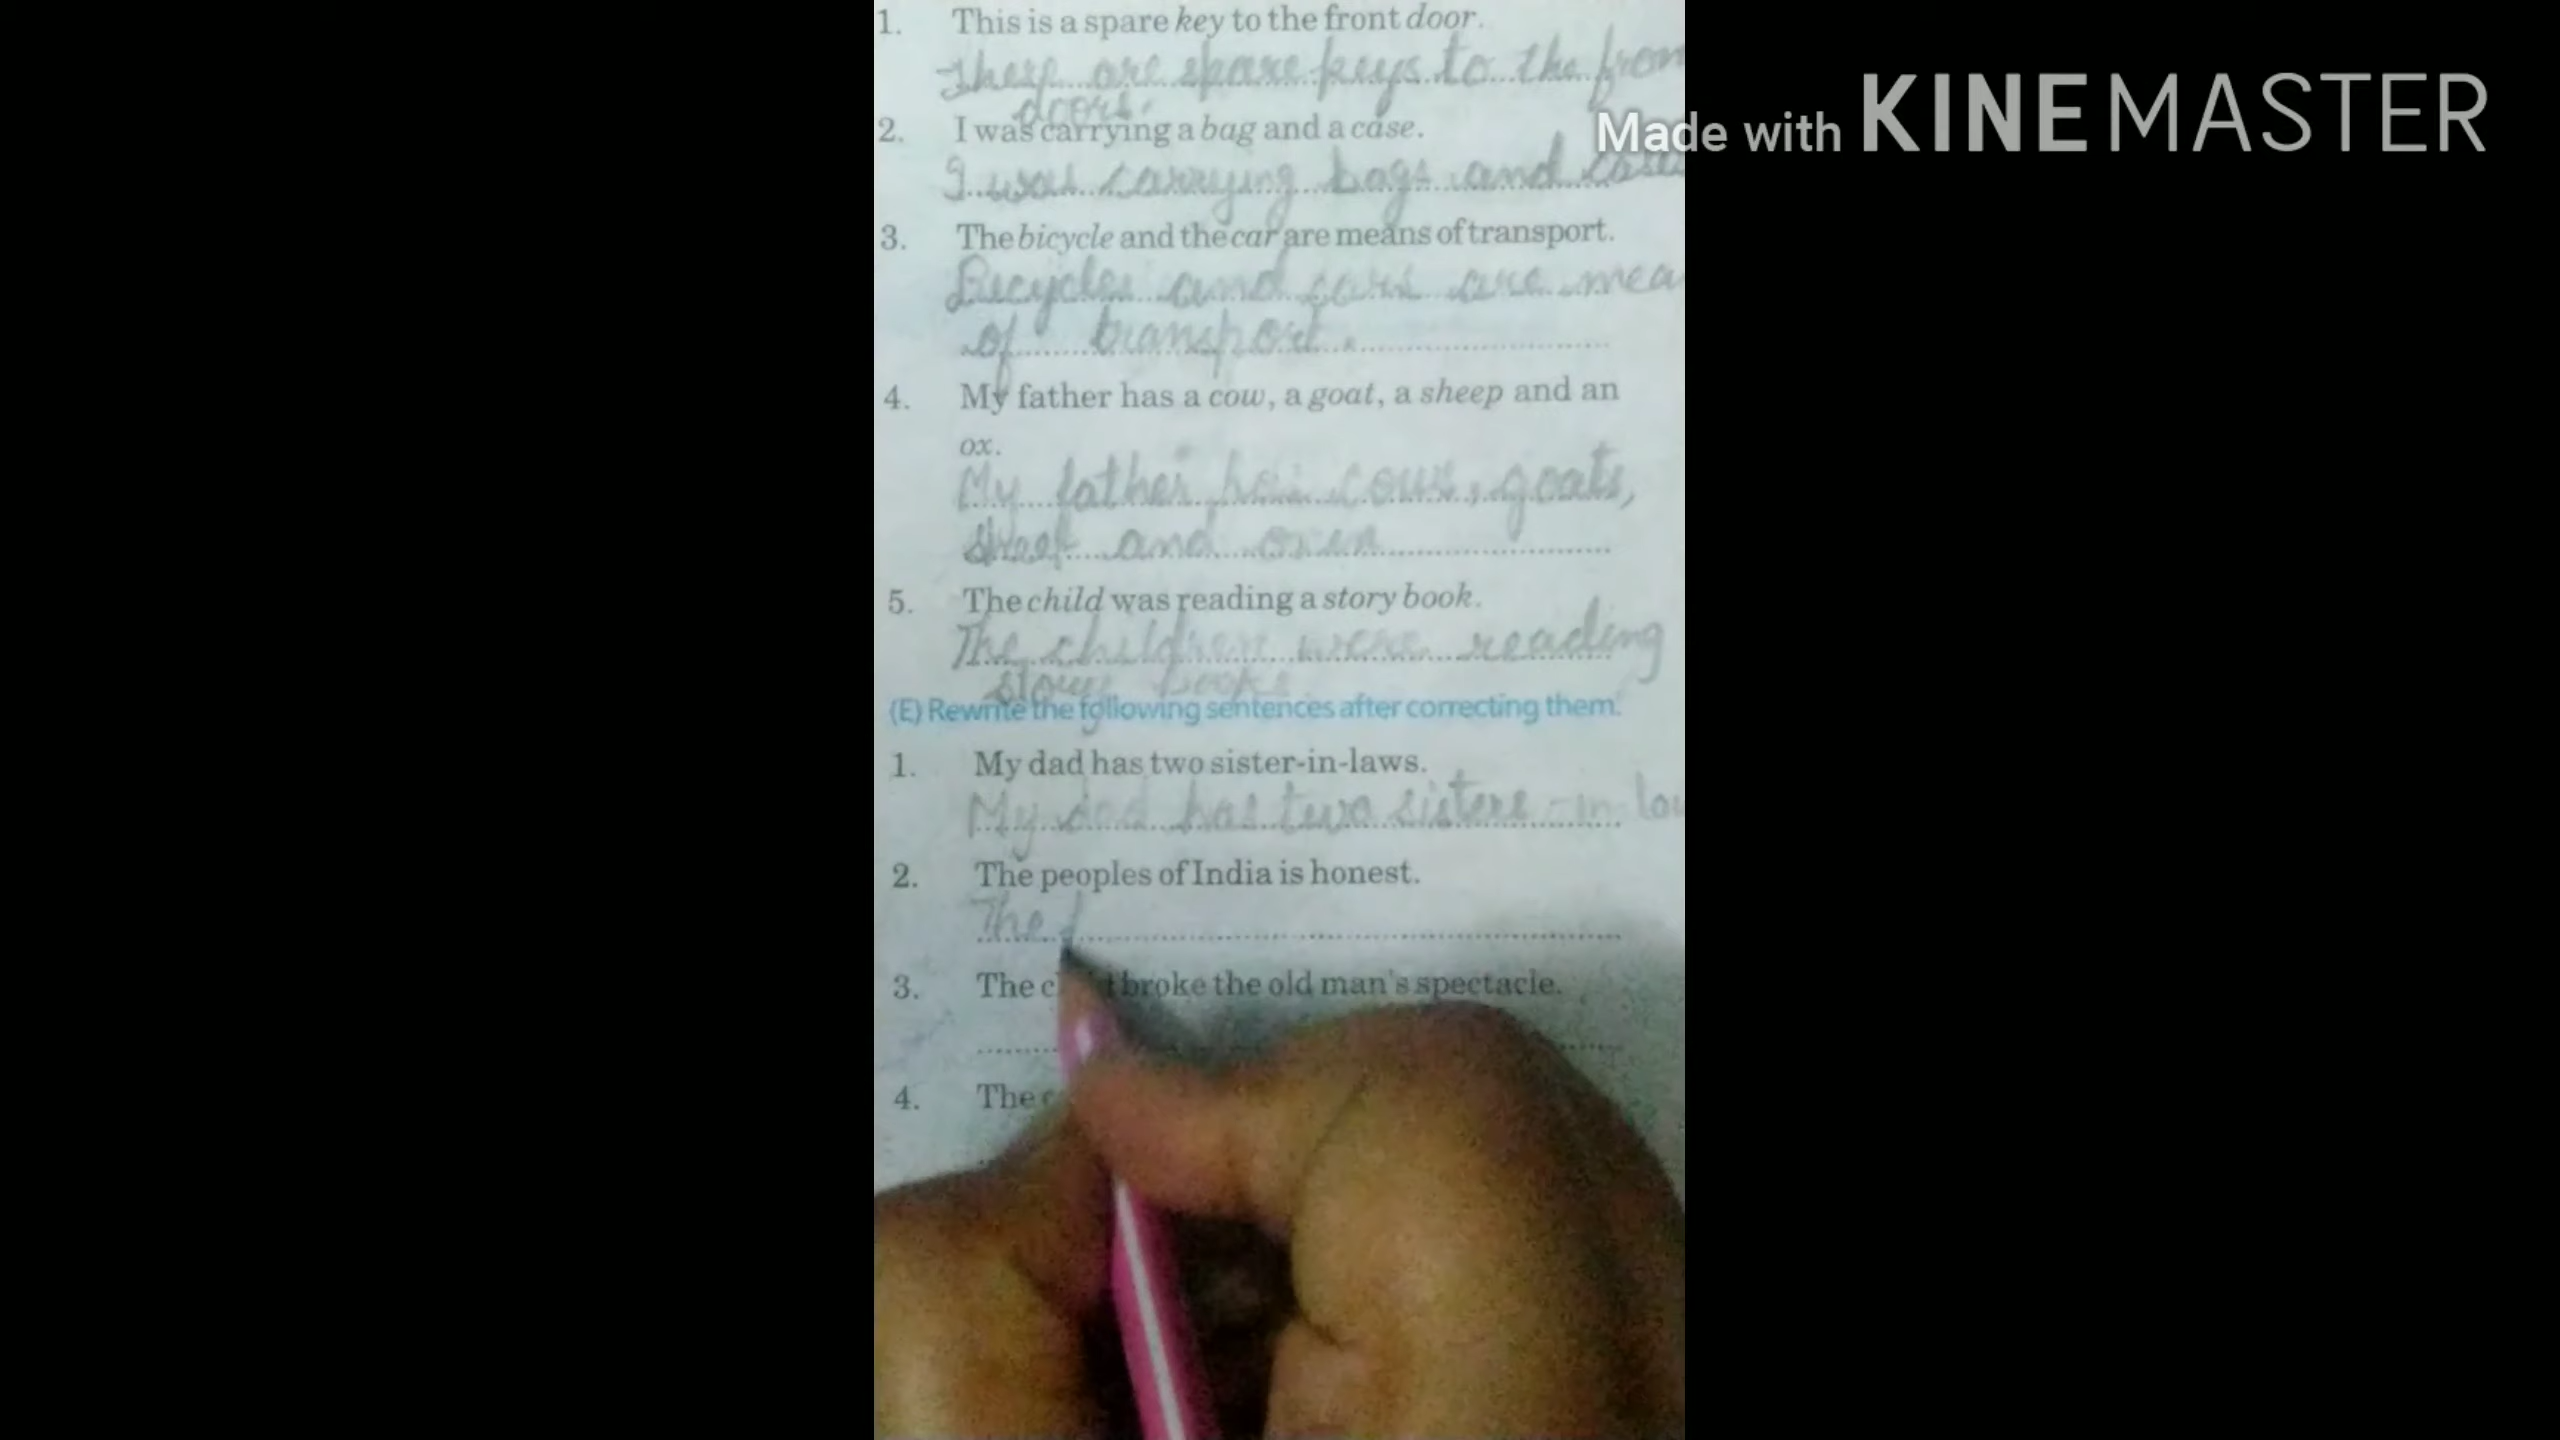 1. This is a spare key to the front door.
These are spare keys to the fron
doors.
2. I was carrying a bag and a case.
Made with KINEMASTER
I was carrying bags and cases
3. The bicycle and the car are means of transport.
Bicycles and cars are mea
of transport.
4. My father has a cow, a goat, a sheep and an
ox.
My father has cows, goats,
sheep and oxen
5. The child was reading a story book.
The children were reading
story books.
(E) Rewrite the following sentences after correcting them.
1. My dad has two sister-in-laws.
My dad has two sisters-in-la
2. The peoples of India is honest.
The
3. The broke the old man's spectacle.
4. The